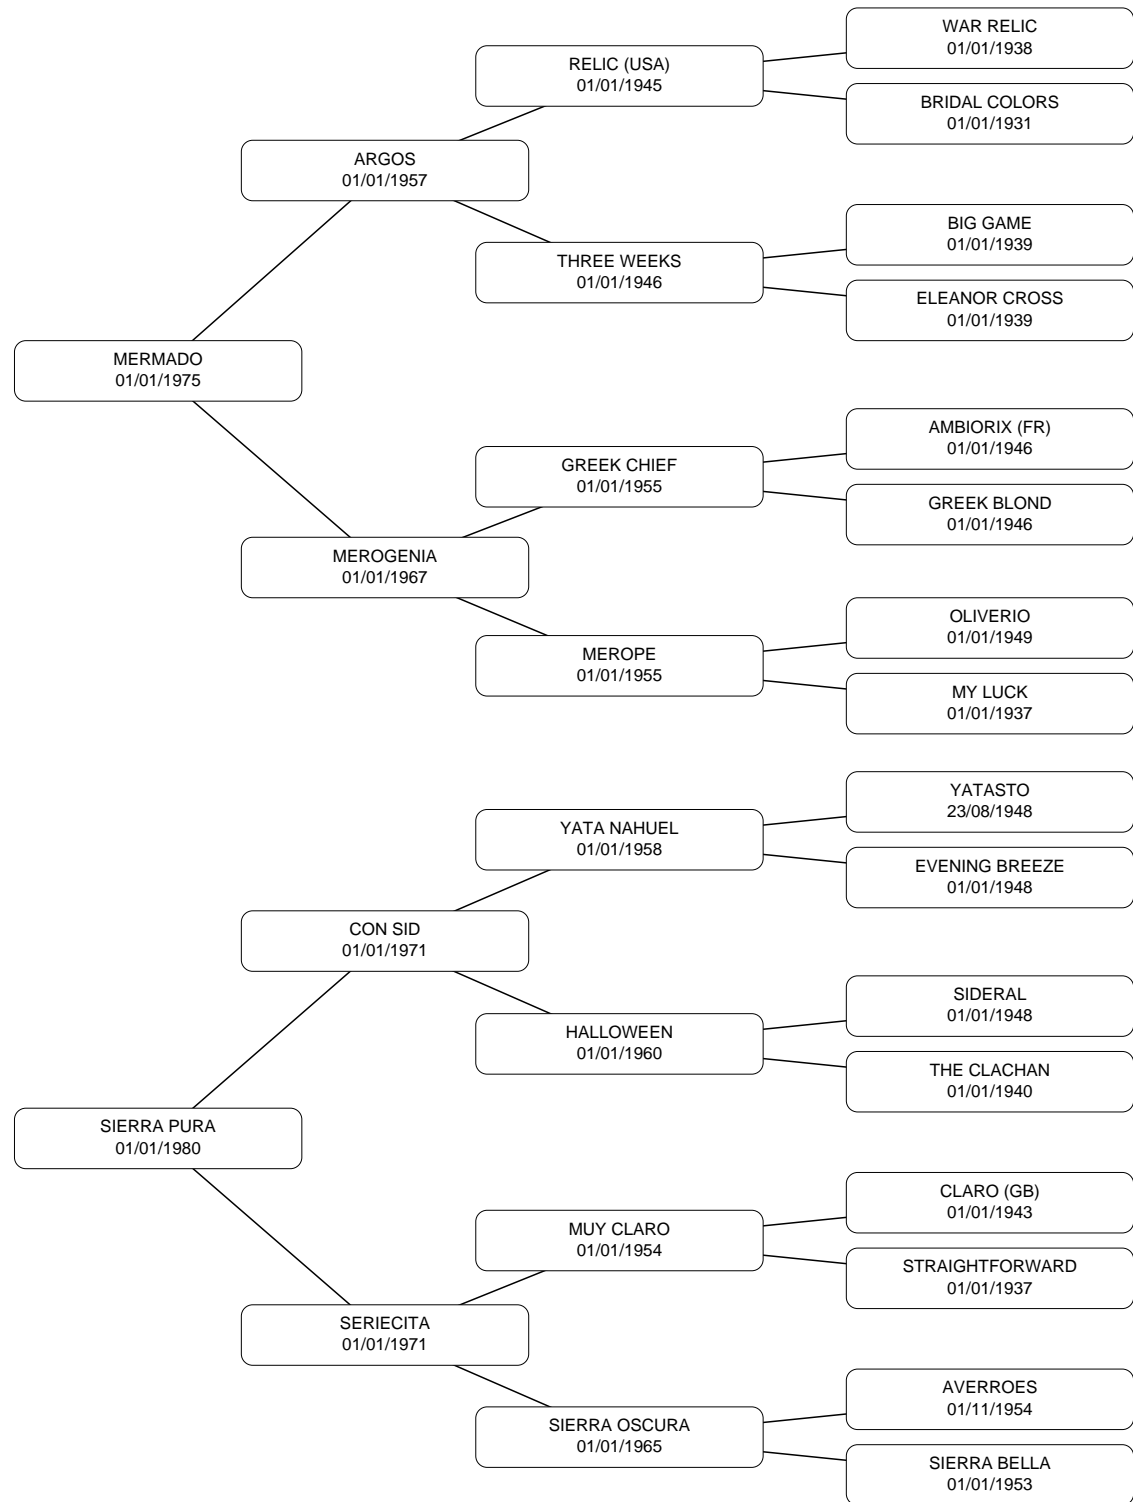 WAR RELIC
01/01/1938
RELIC (USA)
01/01/1945
BRIDAL COLORS
01/01/1931
ARGOS
01/01/1957
BIG GAME
01/01/1939
THREE WEEKS
01/01/1946
ELEANOR CROSS
01/01/1939
MERMADO
01/01/1975
AMBIORIX (FR)
01/01/1946
GREEK CHIEF
01/01/1955
GREEK BLOND
01/01/1946
MEROGENIA
01/01/1967
OLIVERIO
01/01/1949
MEROPE
01/01/1955
MY LUCK
01/01/1937
YATASTO
23/08/1948
YATA NAHUEL
01/01/1958
EVENING BREEZE
01/01/1948
CON SID
01/01/1971
SIDERAL
01/01/1948
HALLOWEEN
01/01/1960
THE CLACHAN
01/01/1940
SIERRA PURA
01/01/1980
CLARO (GB)
01/01/1943
MUY CLARO
01/01/1954
STRAIGHTFORWARD
01/01/1937
SERIECITA
01/01/1971
AVERROES
01/11/1954
SIERRA OSCURA
01/01/1965
SIERRA BELLA
01/01/1953